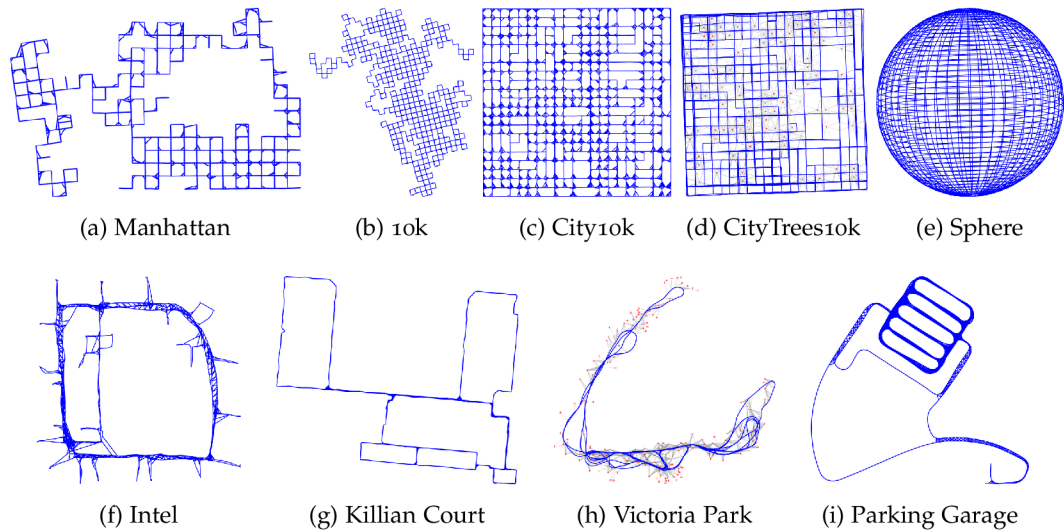 (a) Manhattan
(b) 10k
(c) City10k
(d) CityTrees10k
(e) Sphere
(f) Intel
(g) Killian Court
(h) Victoria Park
(i) Parking Garage